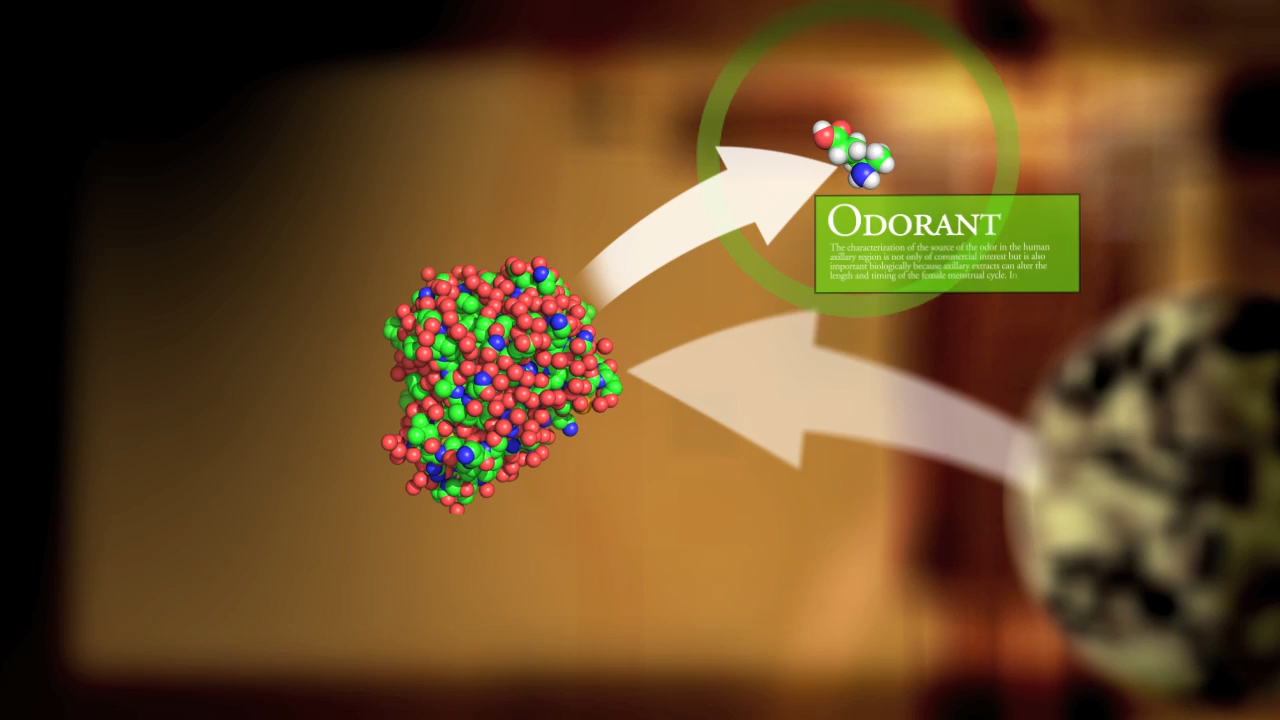 ODORANT
The characterization of the source of the odor in the human
axillary region is not only of commercial interest but is also
important biologically because axillary extracts can alter the
length and timing of the female menstrual cycle. In